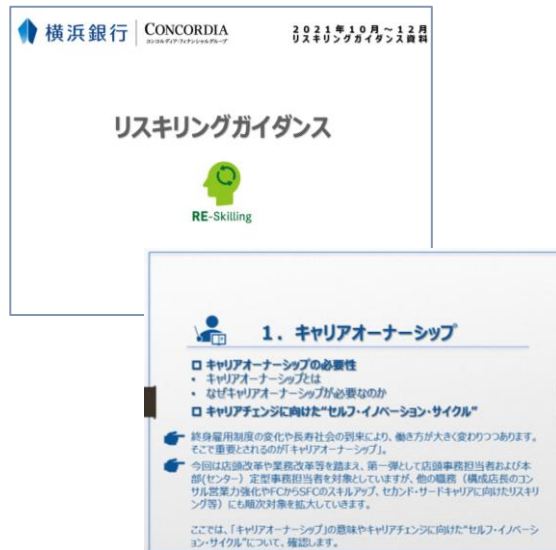 横浜銀行
CONCORDIA
コンコルディア・フィナンシャルグループ
2021年10月～12月
リスキリングガイダンス資料
リスキリングガイダンス
RE-Skilling
1．キャリアオーナーシップ
キャリアオーナーシップの必要性
・ キャリアオーナーシップとは
・ なぜキャリアオーナーシップが必要なのか
キャリアチェンジに向けた“セルフ・イノベーション・サイクル”
終身雇用制度の変化や長寿社会の到来により、働き方が大きく変わりつつあります。
そこで重要とされるのが「キャリアオーナーシップ」。
今回は店頭改革や業務改革等を踏まえ、第一弾として店頭事務担当者および本
部(センター）定型事務担当者を対象としていますが、他の職務（構成店長のコン
サル営業力強化やFCからSFCのスキルアップ、セカンド・サードキャリアに向けたリスキリ
ング等）にも順次対象を拡大していきます。
ここでは、「キャリアオーナーシップ」の意味やキャリアチェンジに向けた“セルフ・イノベーシ
ョン・サイクル”について、確認します。